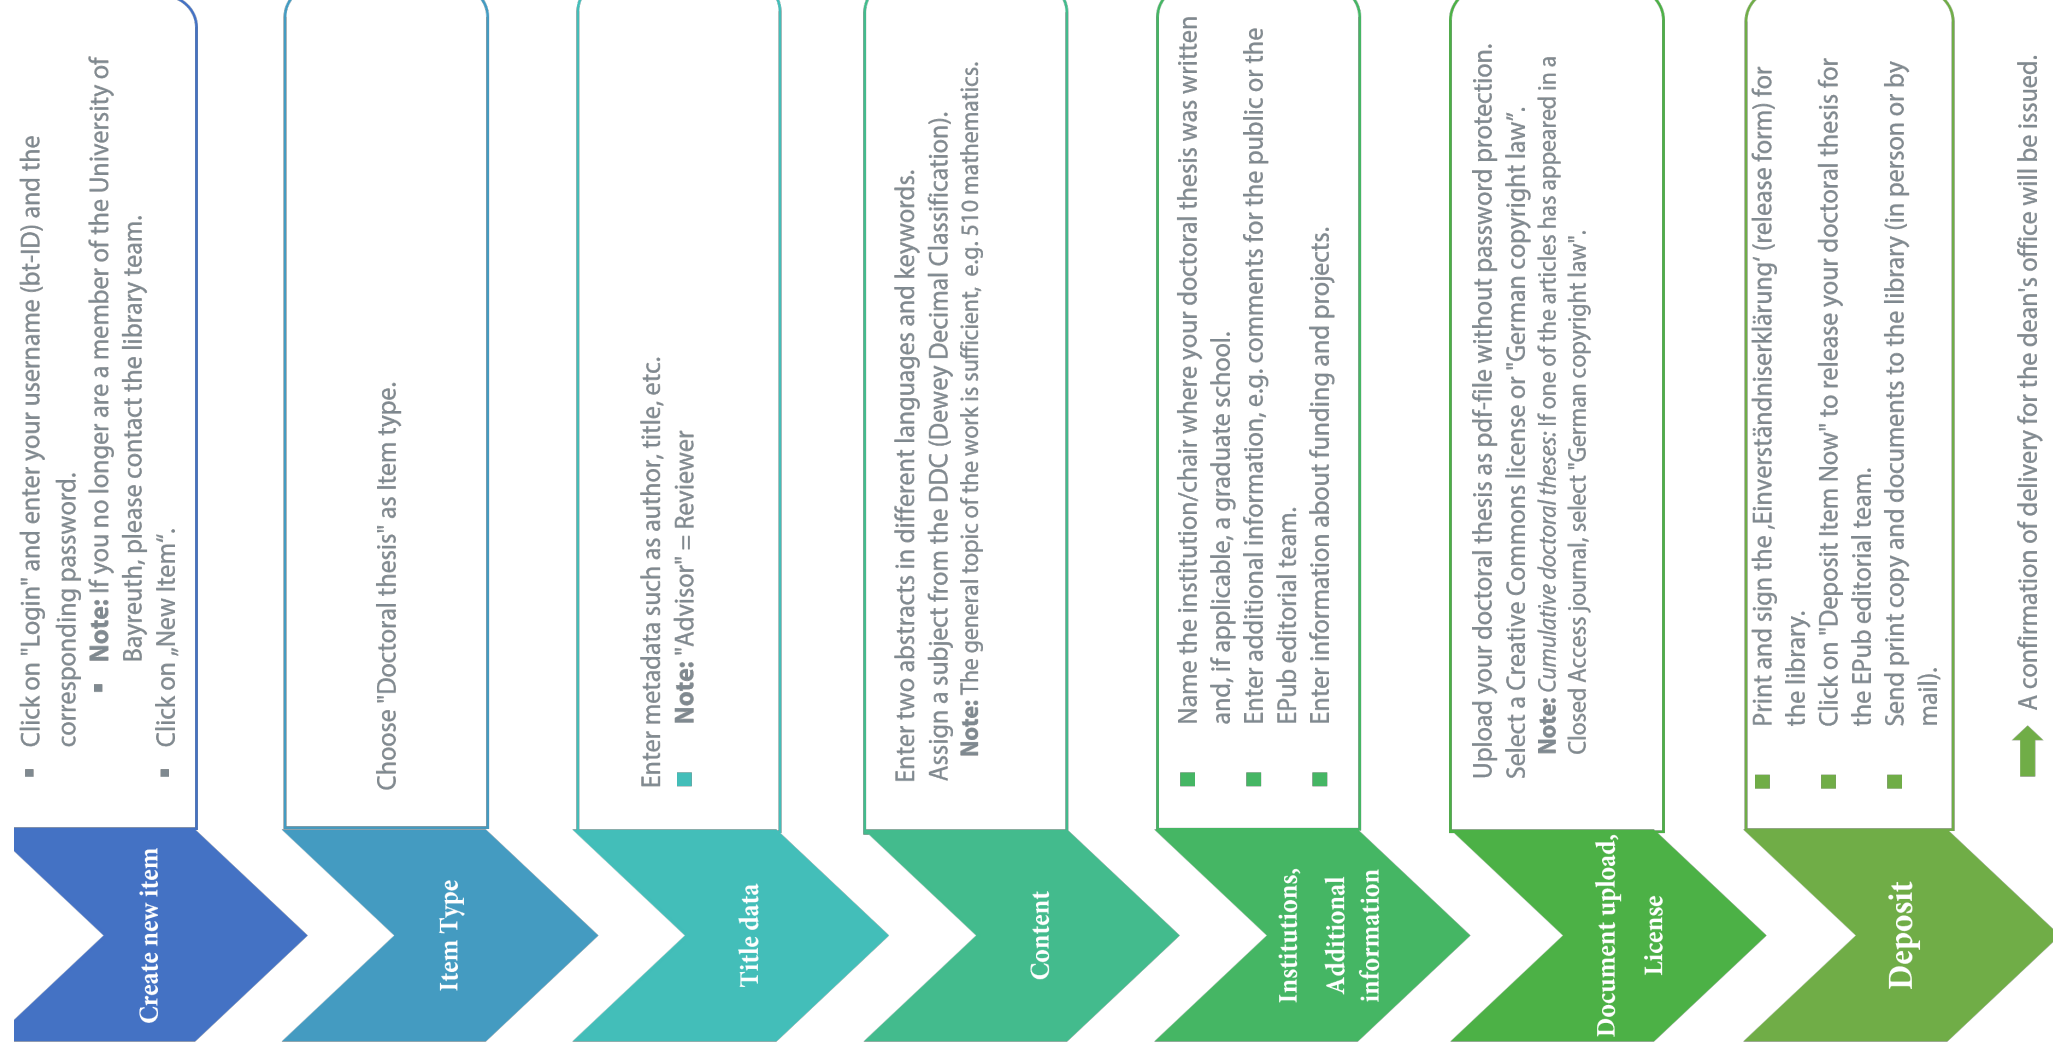 Create new item
Click on "Login" and enter your username (bt-ID) and the
corresponding password.
Note: If you no longer are a member of the University of
Bayreuth, please contact the library team.
Click on „New Item“.
Item Type
Choose "Doctoral thesis" as Item type.
Title data
Enter metadata such as author, title, etc.
Note: "Advisor" = Reviewer
Content
Enter two abstracts in different languages and keywords.
Assign a subject from the DDC (Dewey Decimal Classification).
Note: The general topic of the work is sufficient, e.g. 510 mathematics.
Institutions,
Additional
information
Name the institution/chair where your doctoral thesis was written
and, if applicable, a graduate school.
Enter additional information, e.g. comments for the public or the
EPub editorial team.
Enter information about funding and projects.
Document upload,
License
Upload your doctoral thesis as pdf-file without password protection.
Select a Creative Commons license or "German copyright law“.
Note: Cumulative doctoral theses: If one of the articles has appeared in a
Closed Access journal, select "German copyright law".
Deposit
Print and sign the ‚Einverständniserklärung‘ (release form) for
the library.
Click on "Deposit Item Now" to release your doctoral thesis for
the EPub editorial team.
Send print copy and documents to the library (in person or by
mail).
A confirmation of delivery for the dean's office will be issued.